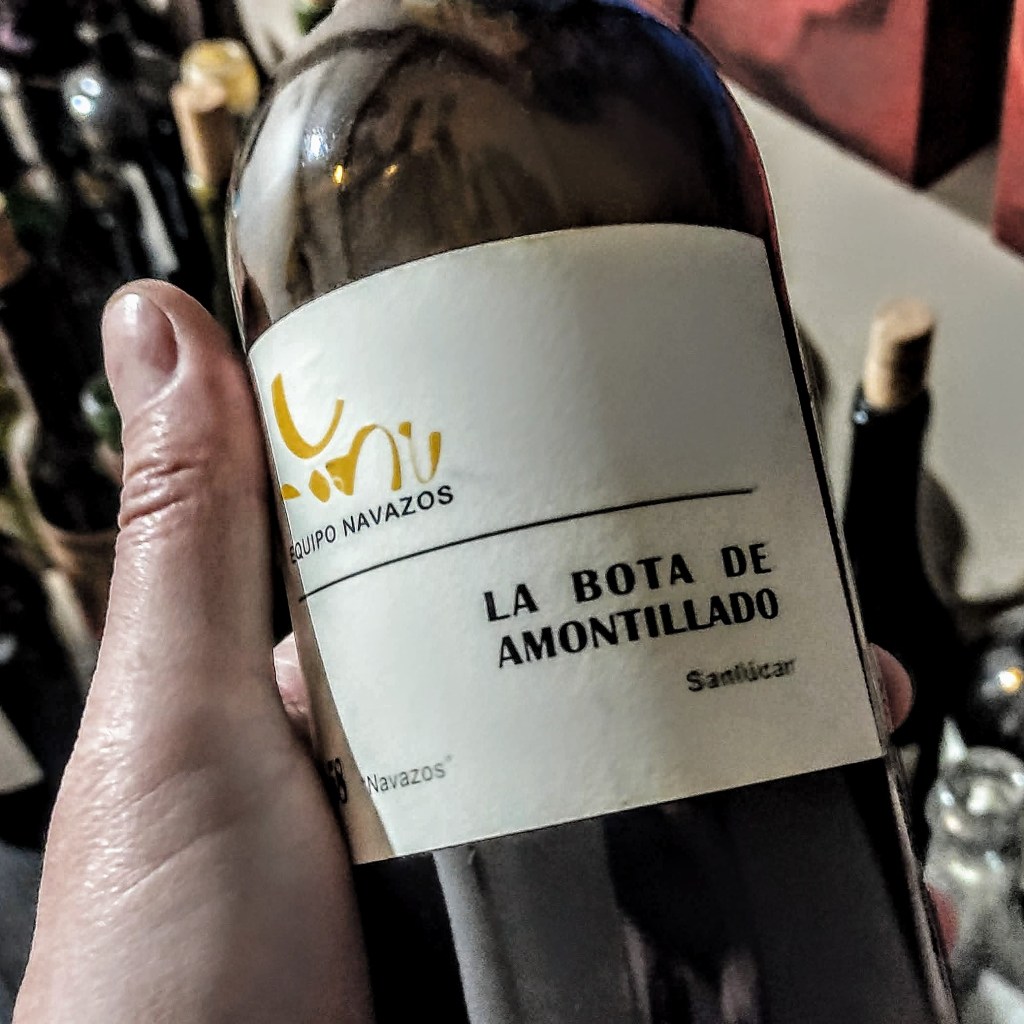 EQUIPO NAVAZOS
LA BOTA DE
AMONTILLADO
Sanlúcar
"Navazos"